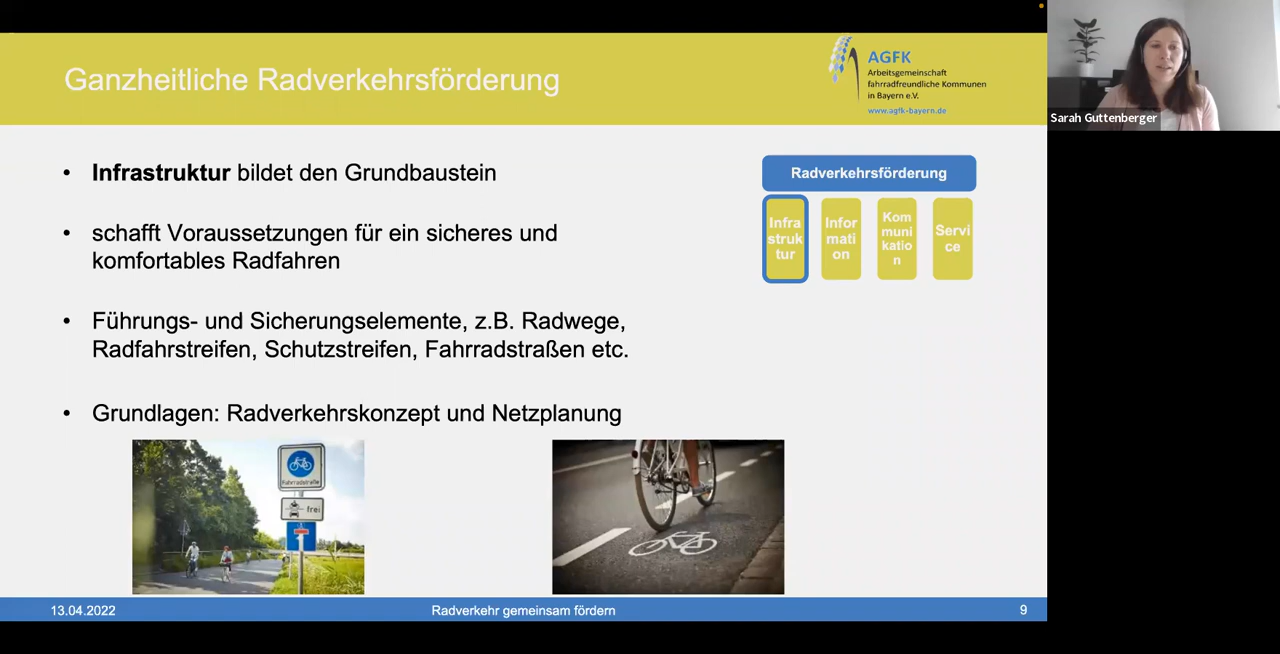 Ganzheitliche Radverkehrsförderung
AGFK
Arbeitsgemeinschaft
fahrradfreundliche Kommunen
in Bayern e.V.
www.agfk-bayern.de
Sarah Guttenberger
• Infrastruktur bildet den Grundbaustein
• schafft Voraussetzungen für ein sicheres und
komfortables Radfahren
• Führungs- und Sicherungselemente, z.B. Radwege,
Radfahrstreifen, Schutzstreifen, Fahrradstraßen etc.
• Grundlagen: Radverkehrskonzept und Netzplanung
Radverkehrsförderung
Infra
struk
tur
Infor
mati
on
Kom
muni
katio
n
Servi
ce
Fahrradstraße
frei
13.04.2022
Radverkehr gemeinsam fördern
9